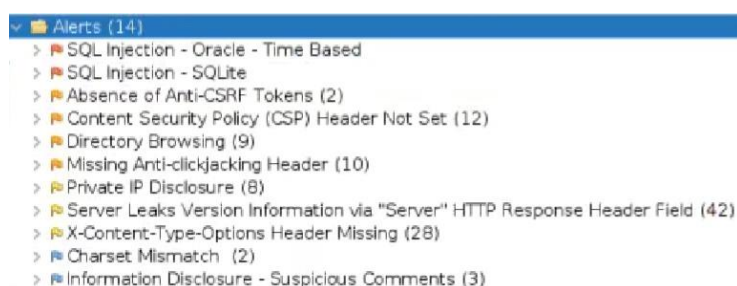 Alerts (14)
SQL Injection - Oracle - Time Based
SQL Injection - SQLite
Absence of Anti-CSRF Tokens (2)
Content Security Policy (CSP) Header Not Set (12)
Directory Browsing (9)
Missing Anti-clickjacking Header (10)
Private IP Disclosure (8)
Server Leaks Version Information via "Server" HTTP Response Header Field (42)
X-Content-Type-Options Header Missing (28)
Charset Mismatch (2)
Information Disclosure - Suspicious Comments (3)